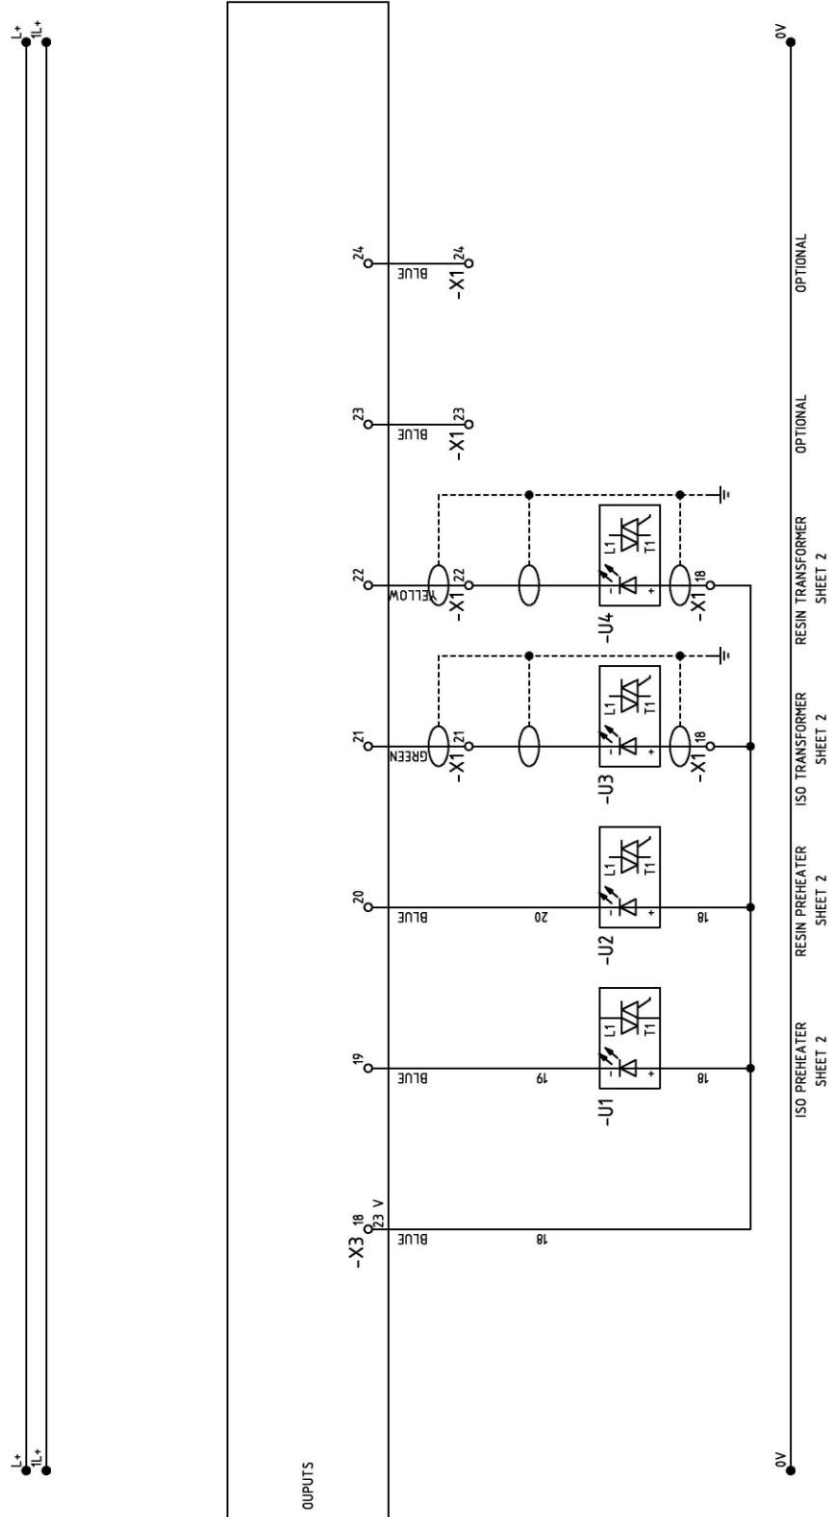 L+
1L+
L+
1L+
OUPUTS
-X3
18
23 V
19
20
21
22
23
24
BLUE
BLUE
BLUE
GREEN
YELLOW
BLUE
BLUE
-X1
21
-X1
22
-X1
23
-X1
24
18
19
20
-U1
-
+
L1
T1
-U2
-
+
L1
T1
-U3
-
+
L1
T1
-U4
-
+
L1
T1
18
18
-X1
18
-X1
18
0V
0V
ISO PREHEATER
SHEET 2
RESIN PREHEATER
SHEET 2
ISO TRANSFORMER
SHEET 2
RESIN TRANSFORMER
SHEET 2
OPTIONAL
OPTIONAL